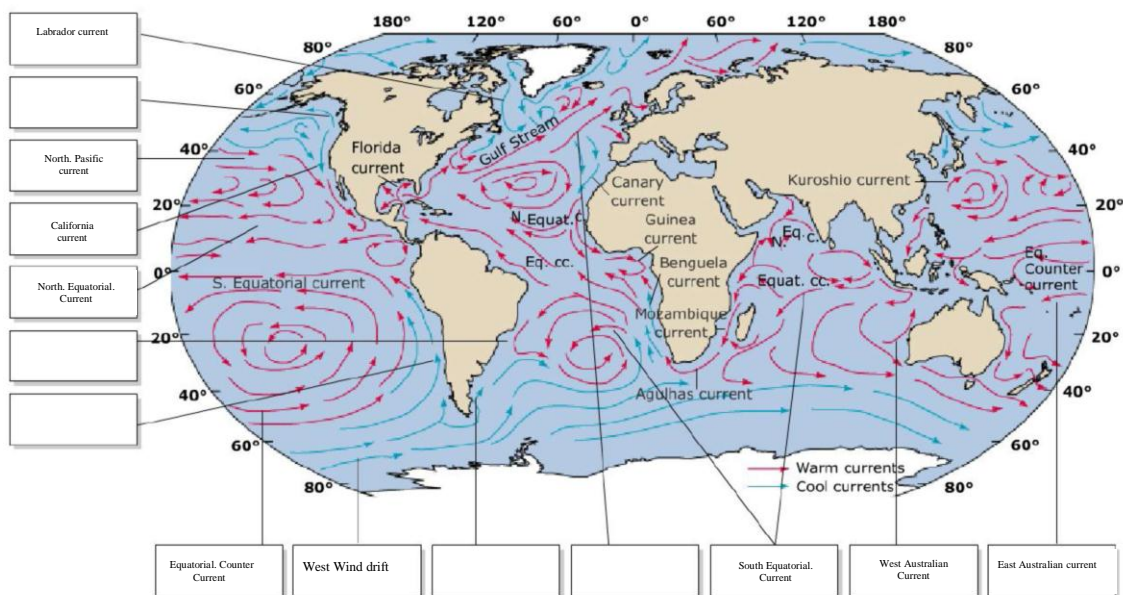 180° 120° 60° 0° 60° 120° 180°
80° 80°
60° 60°
40° 40°
20° 20°
0° 0°
20° 20°
40° 40°
60° 60°
80° 80°
Labrador current
North. Pasific
current
California
current
North. Equatorial.
Current
Gulf Stream
Florida
current
Canary
current
N. Equat. c.
Guinea
current
Eq. cc.
Benguela
current
S. Equatorial current
Mozambique
current
Agulhas current
Kuroshio current
N. Eq. c.
Equat. cc.
Eq.
Counter
current
Warm currents
Cool currents
Equatorial. Counter
Current
West Wind drift
South Equatorial.
Current
West Australian
Current
East Australian current